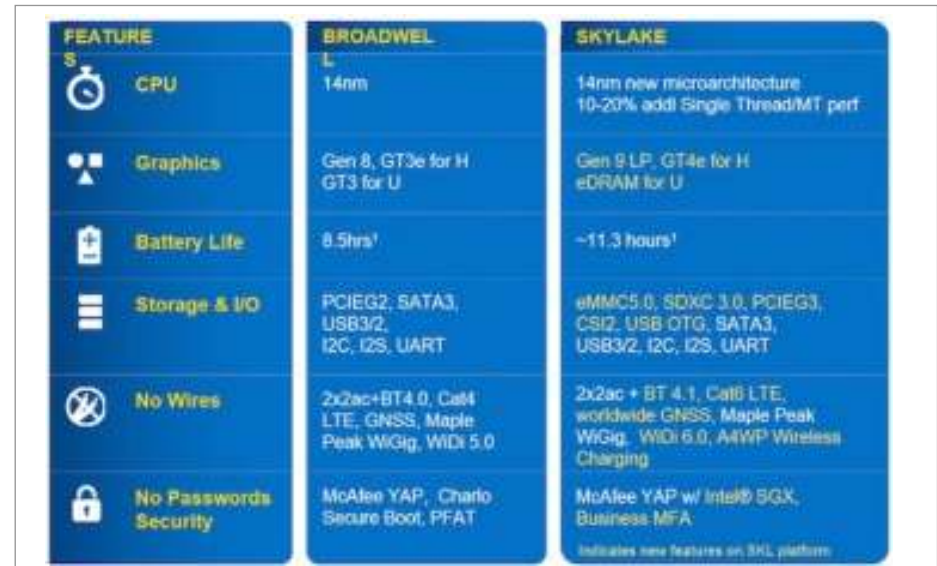 FEATURE
S
BROADWEL
L
SKYLAKE
CPU
14nm
14nm new microarchitecture
10-20% addl Single Thread/MT perf
Graphics
Gen 8, GT3e for H
GT3 for U
Gen 9 LP, GT4e for H
eDRAM for U
Battery Life
8.5hrs¹
~11.3 hours¹
Storage & I/O
PCIEG2, SATA3,
USB3/2,
I2C, I2S, UART
eMMC5.0, SDXC 3.0, PCIEG3,
CSI2, USB OTG, SATA3,
USB3/2, I2C, I2S, UART
No Wires
2x2ac+BT4.0, Cat4
LTE, GNSS, Maple
Peak WiGig, WiDi 5.0
2x2ac + BT 4.1, Cat6 LTE,
worldwide GNSS, Maple Peak
WiGig, WiDi 6.0, A4WP Wireless
Charging
No Passwords
Security
McAfee YAP, Charlo
Secure Boot, PFAT
McAfee YAP w/ Intel® SGX,
Business MFA
Indicates new features on SKL platform